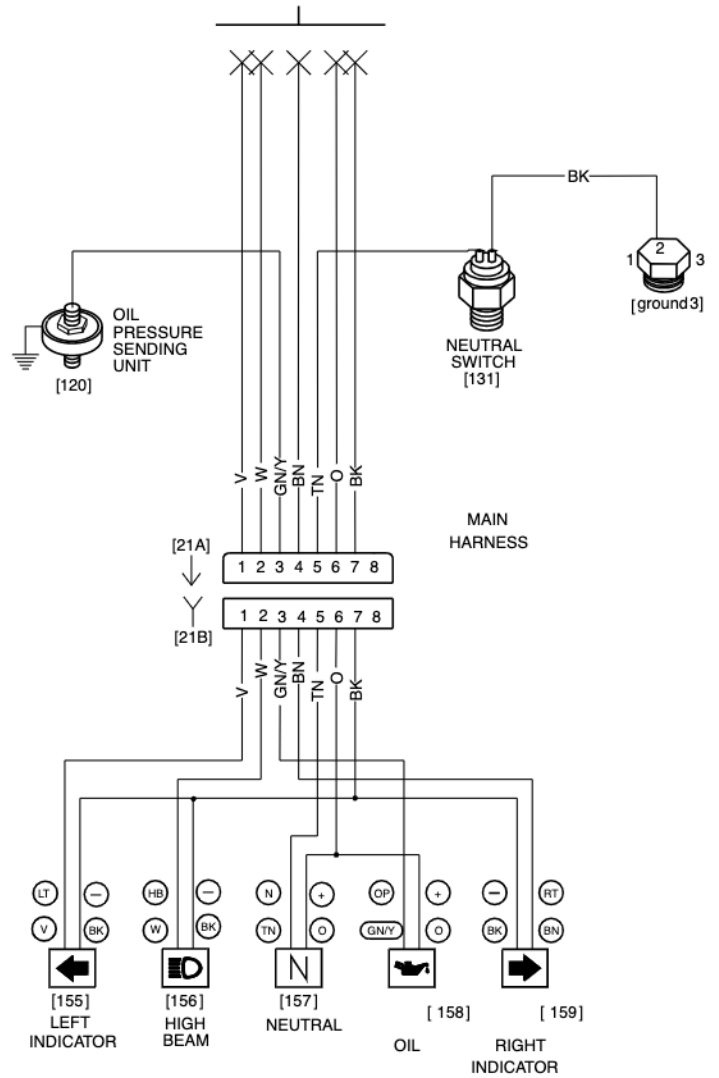 BK
1 2 3
[ground3]
OIL
PRESSURE
SENDING
UNIT
[120]
NEUTRAL
SWITCH
[131]
V W GN/Y BN TN O BK
MAIN
HARNESS
[21A]
1 2 3 4 5 6 7 8
1 2 3 4 5 6 7 8
[21B]
V W GN/Y BN TN O BK
LT — HB — N + OP + — RT
V BK W BK TN O GN/Y O BK BN
N
[155]
LEFT
INDICATOR
[156]
HIGH
BEAM
[157]
NEUTRAL
[ 158]
OIL
[ 159]
RIGHT
INDICATOR